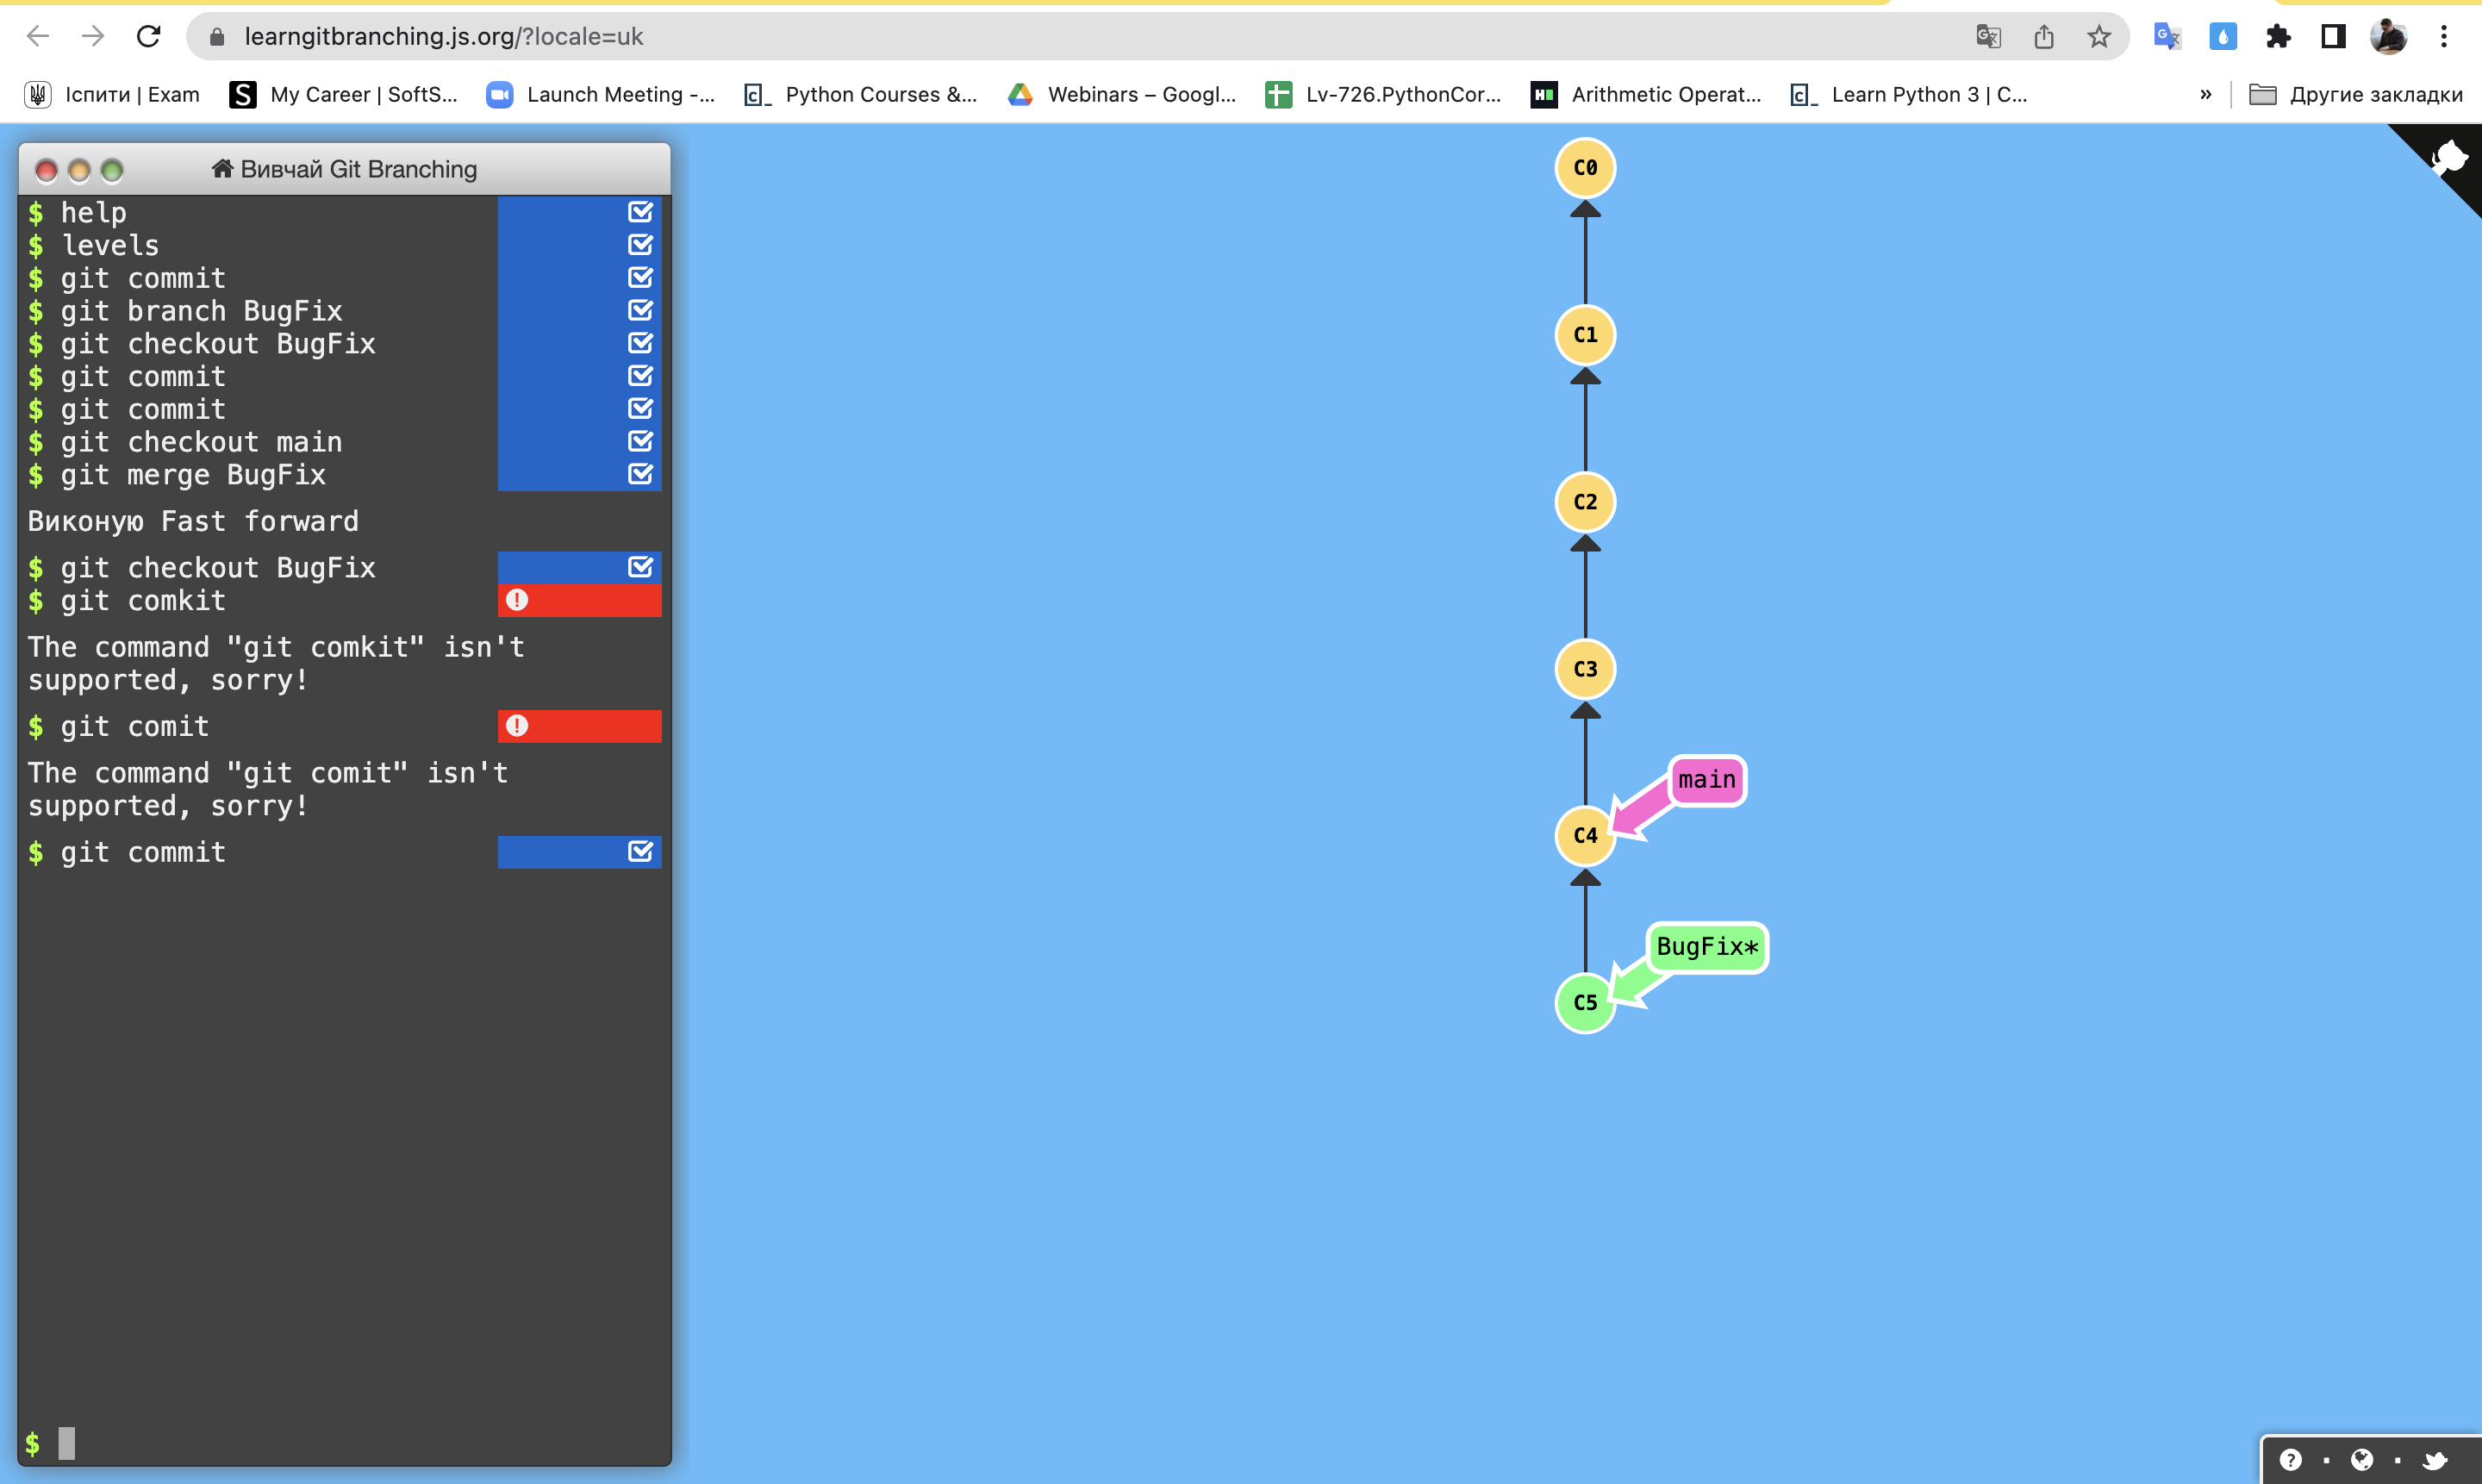 learngitbranching.js.org/?locale=uk
Іспити | Exam
My Career | SoftS...
Launch Meeting -...
Python Courses &...
Webinars – Googl...
Lv-726.PythonCor...
Arithmetic Operat...
Learn Python 3 | C...
»
Другие закладки
Вивчай Git Branching
$ help
$ levels
$ git commit
$ git branch BugFix
$ git checkout BugFix
$ git commit
$ git commit
$ git checkout main
$ git merge BugFix
Виконую Fast forward
$ git checkout BugFix
$ git comkit
The command "git comkit" isn't
supported, sorry!
$ git comit
The command "git comit" isn't
supported, sorry!
$ git commit
$
C0
C1
C2
C3
main
C4
BugFix*
C5